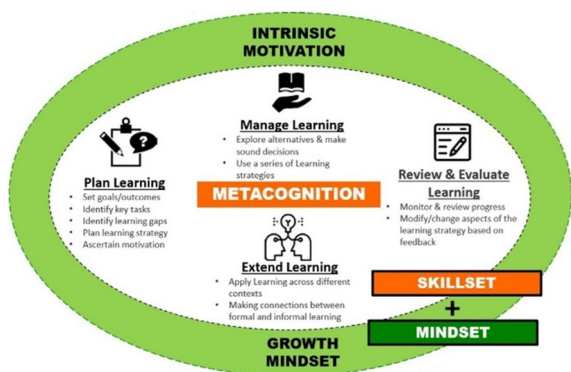 INTRINSIC
MOTIVATION
Manage Learning
• Explore alternatives & make
sound decisions
• Use a series of Learning
strategies
?
Plan Learning
• Set goals/outcomes
• Identify key tasks
• Identify learning gaps
• Plan learning strategy
• Ascertain motivation
METACOGNITION
Review & Evaluate
Learning
• Monitor & review progress
• Modify/change aspects of the
learning strategy based on
feedback
Extend Learning
• Apply Learning across different
contexts
• Making connections between
formal and informal learning
SKILLSET
+
MINDSET
GROWTH
MINDSET